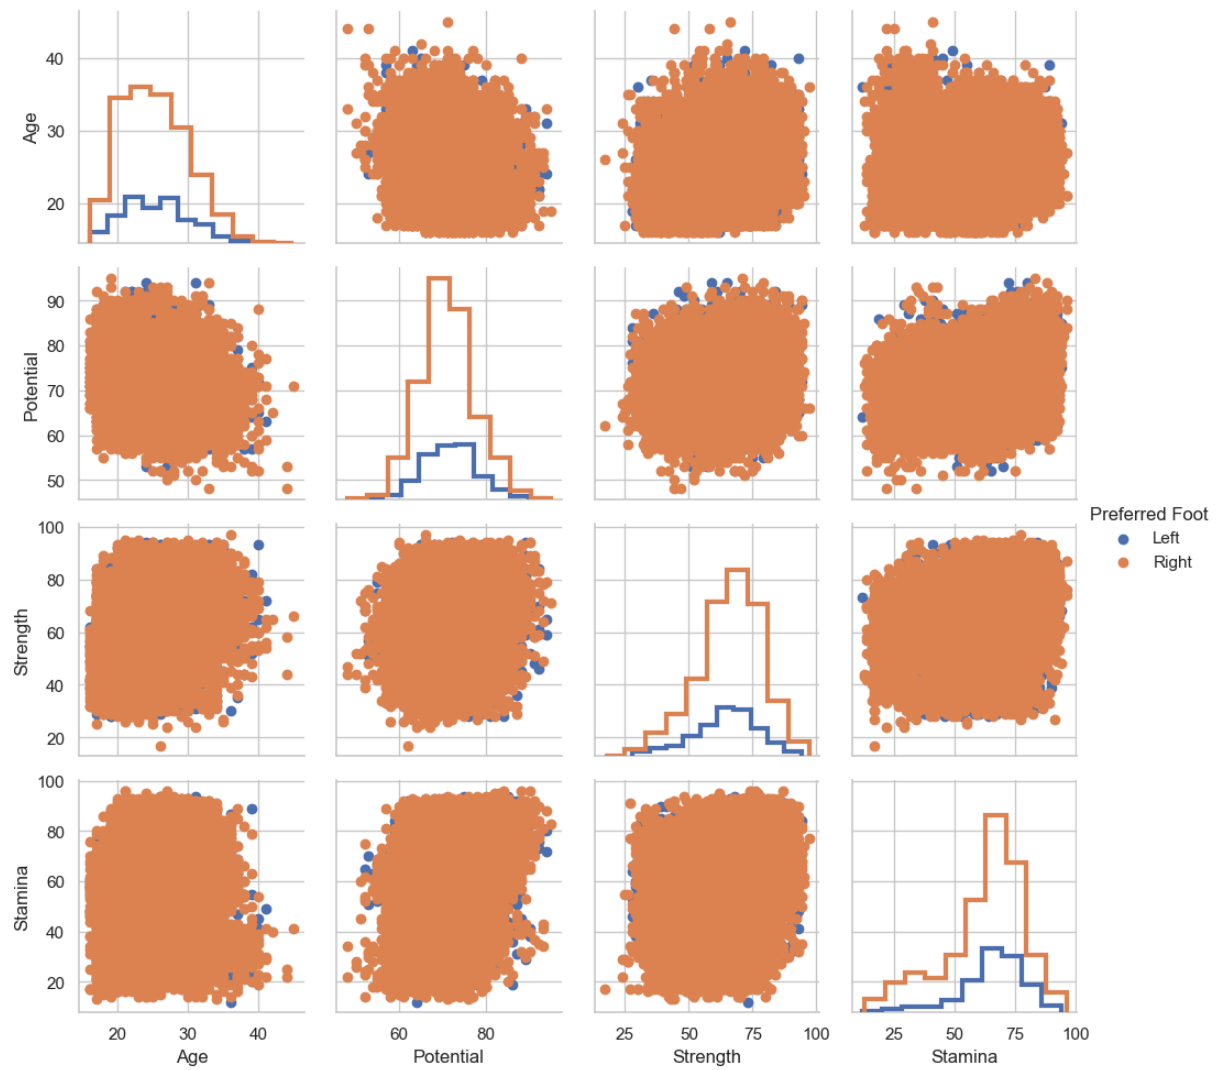 Age
40
30
20
Potential
90
80
70
60
50
Preferred Foot
Left
Right
Strength
100
80
60
40
20
Stamina
100
80
60
40
20
20 30 40 60 80 25 50 75 100 25 50 75 100
Age Potential Strength Stamina